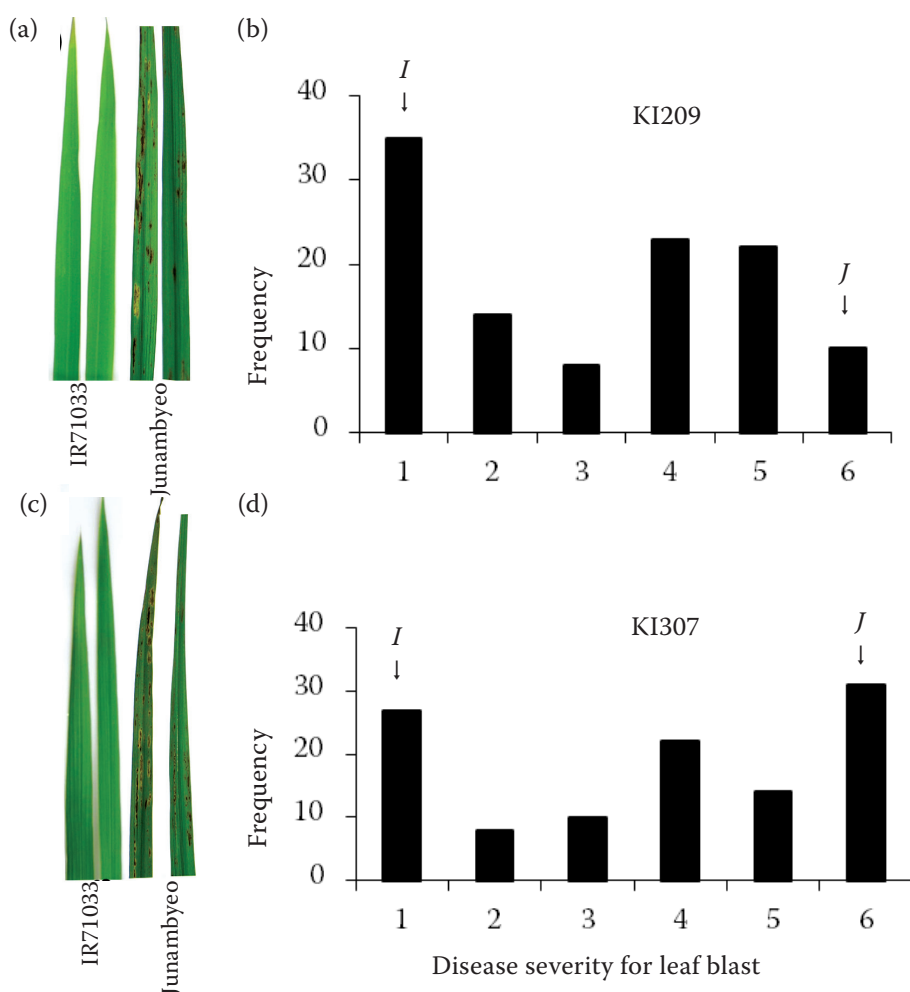 (a)
IR71033
Junambyeo
(b)
KI209
I
J
Frequency
40
30
20
10
0
1 2 3 4 5 6
(c)
IR71033
Junambyeo
(d)
KI307
I
J
Frequency
40
30
20
10
0
1 2 3 4 5 6
Disease severity for leaf blast